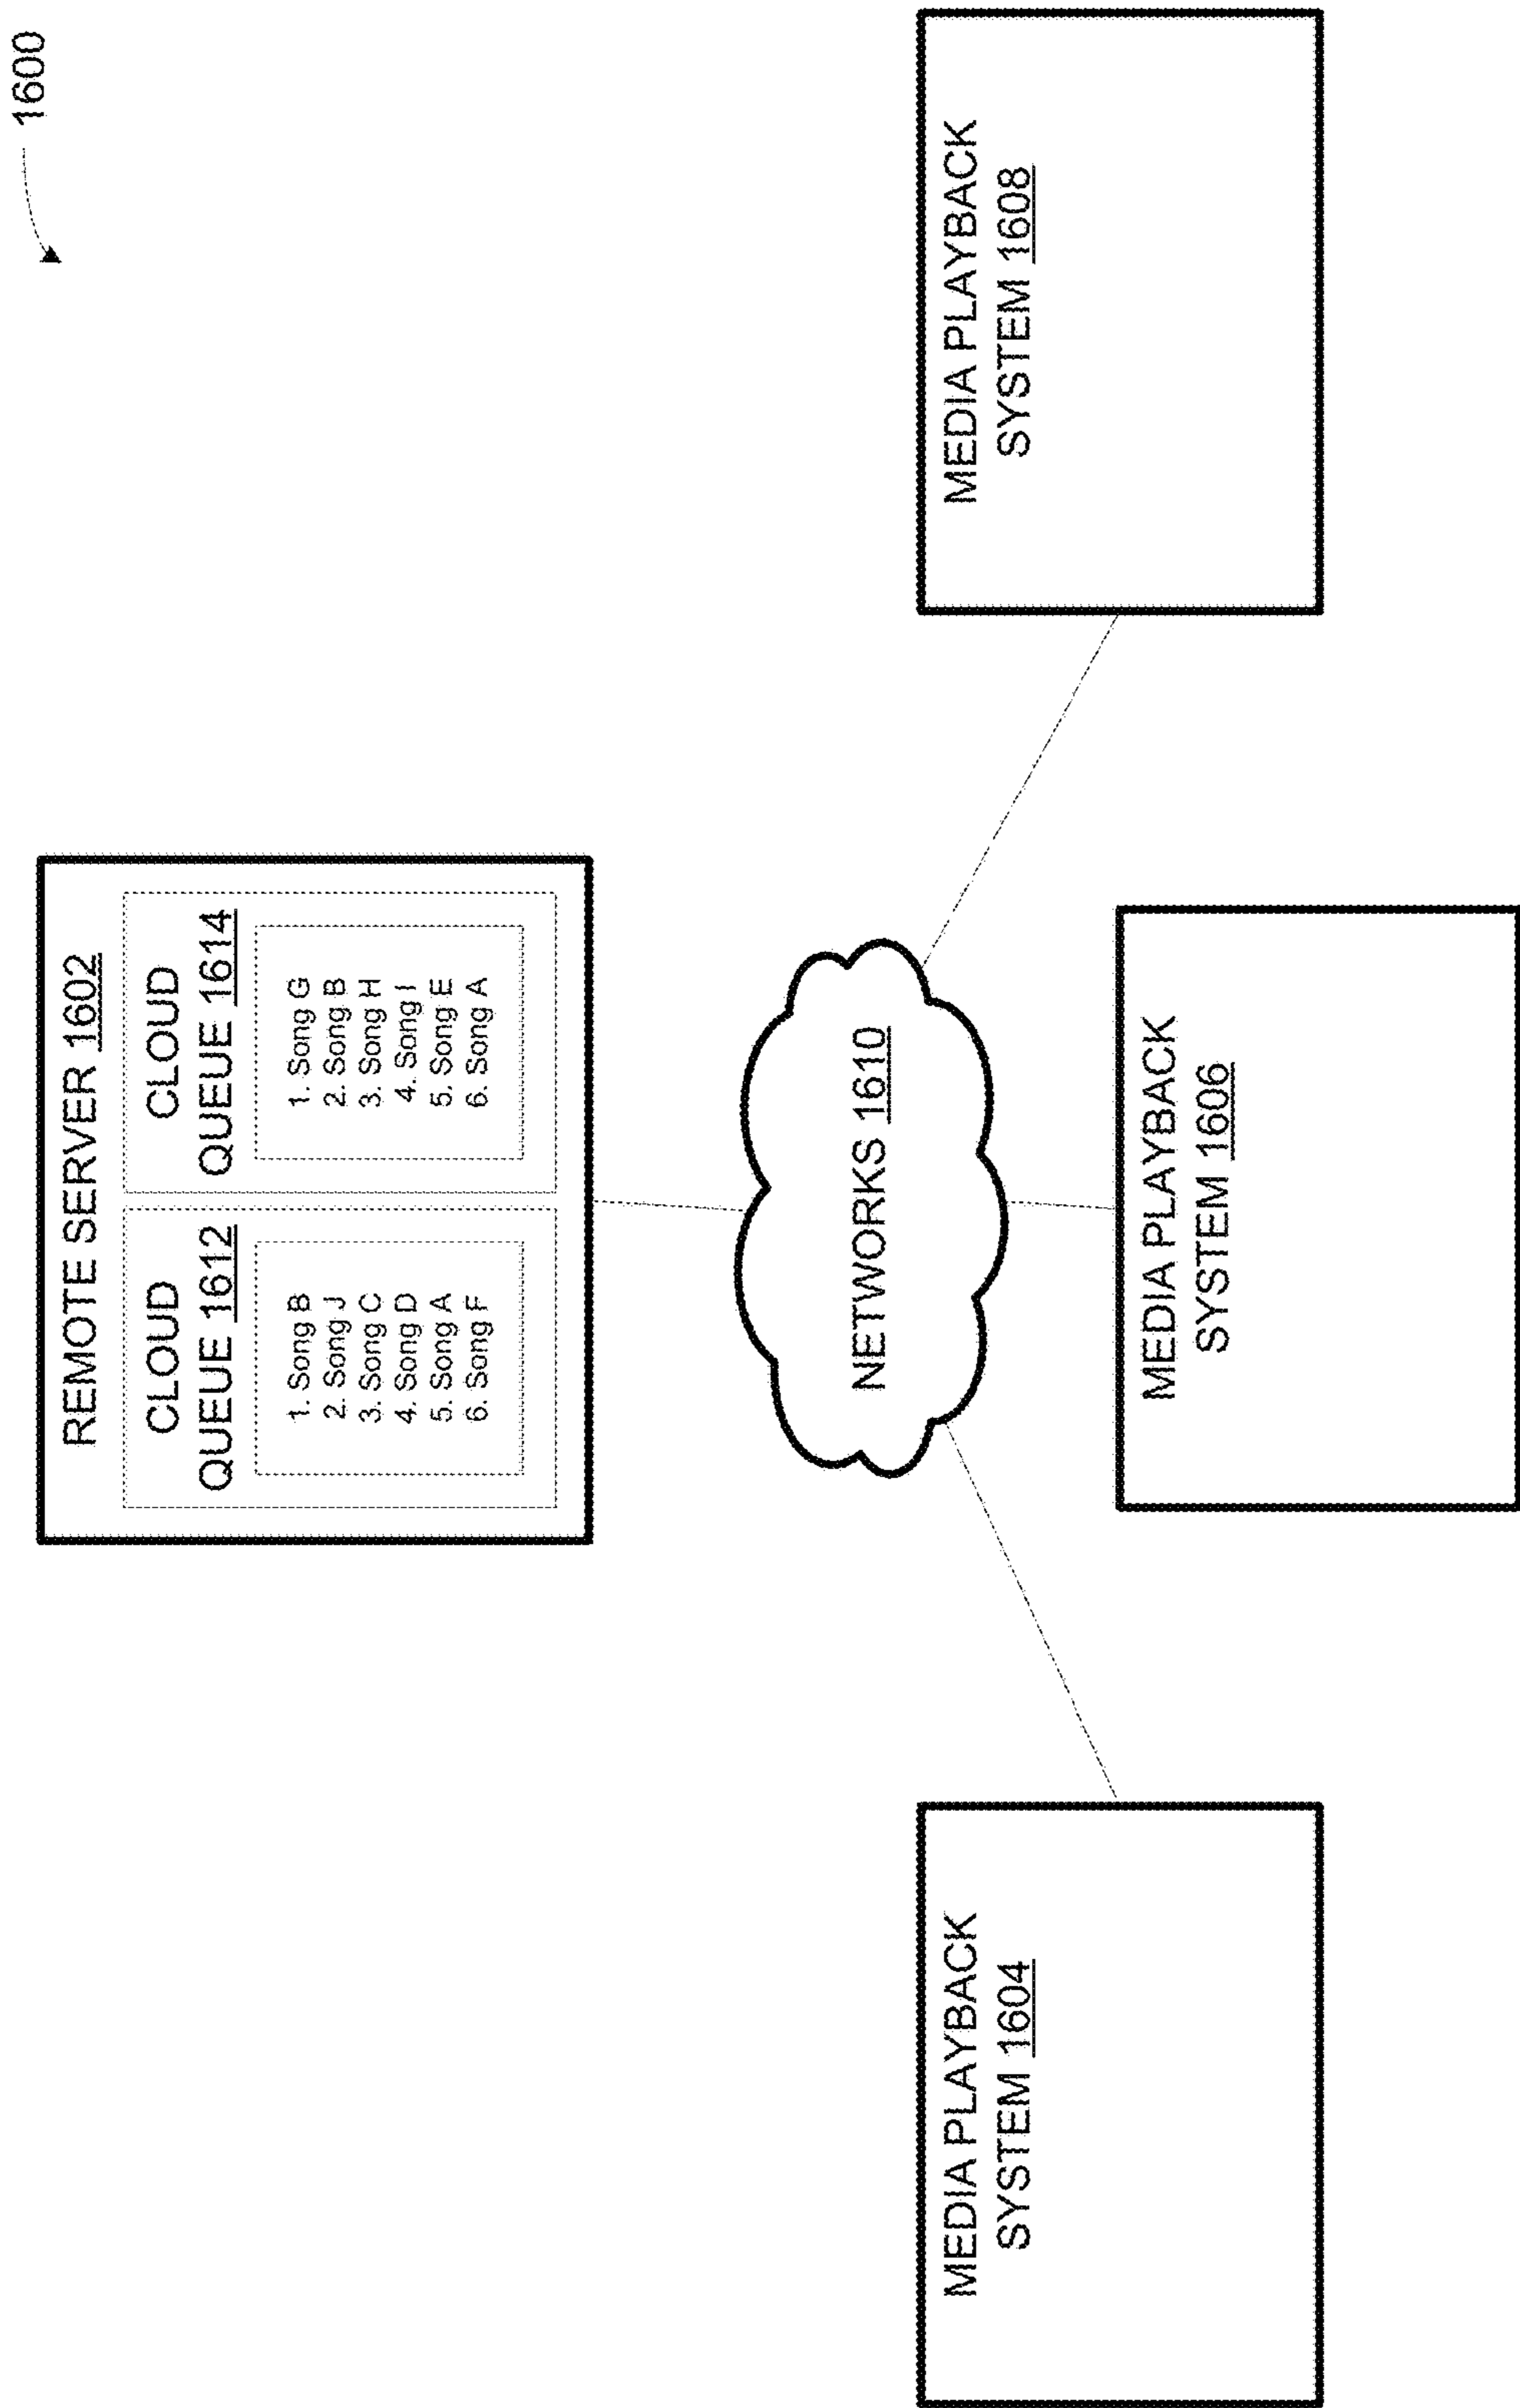 1600
REMOTE SERVER 1602
CLOUD
QUEUE 1612
1. Song B
2. Song J
3. Song C
4. Song D
5. Song A
6. Song F
CLOUD
QUEUE 1614
1. Song G
2. Song B
3. Song H
4. Song I
5. Song E
6. Song A
NETWORKS 1610
MEDIA PLAYBACK
SYSTEM 1604
MEDIA PLAYBACK
SYSTEM 1606
MEDIA PLAYBACK
SYSTEM 1608